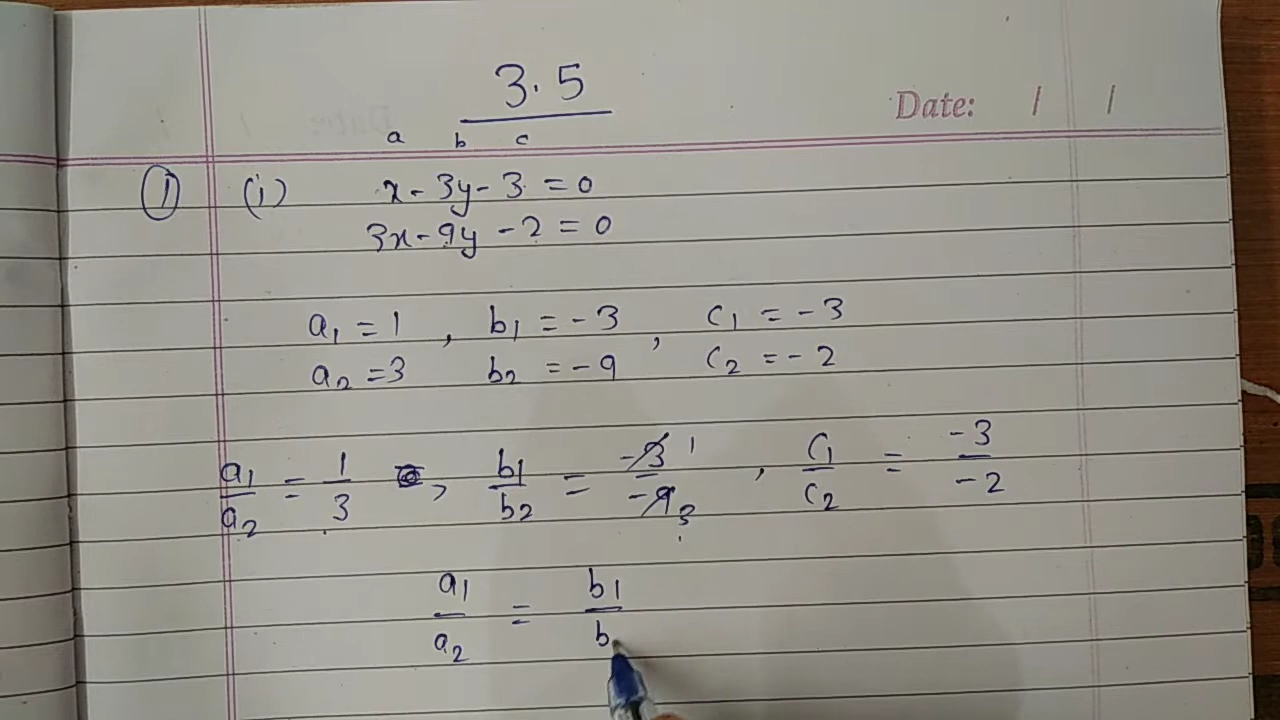 3.5
Date: / /
a b c
(1) (i) x - 3y - 3 = 0
3x - 9y - 2 = 0
a₁ = 1 , b₁ = -3 , c₁ = -3
a₂ = 3 b₂ = -9 c₂ = -2
a₁/a₂ = 1/3 , b₁/b₂ = -3 1/-9 3 , c₁/c₂ = -3/-2
a₁/a₂ = b₁/b